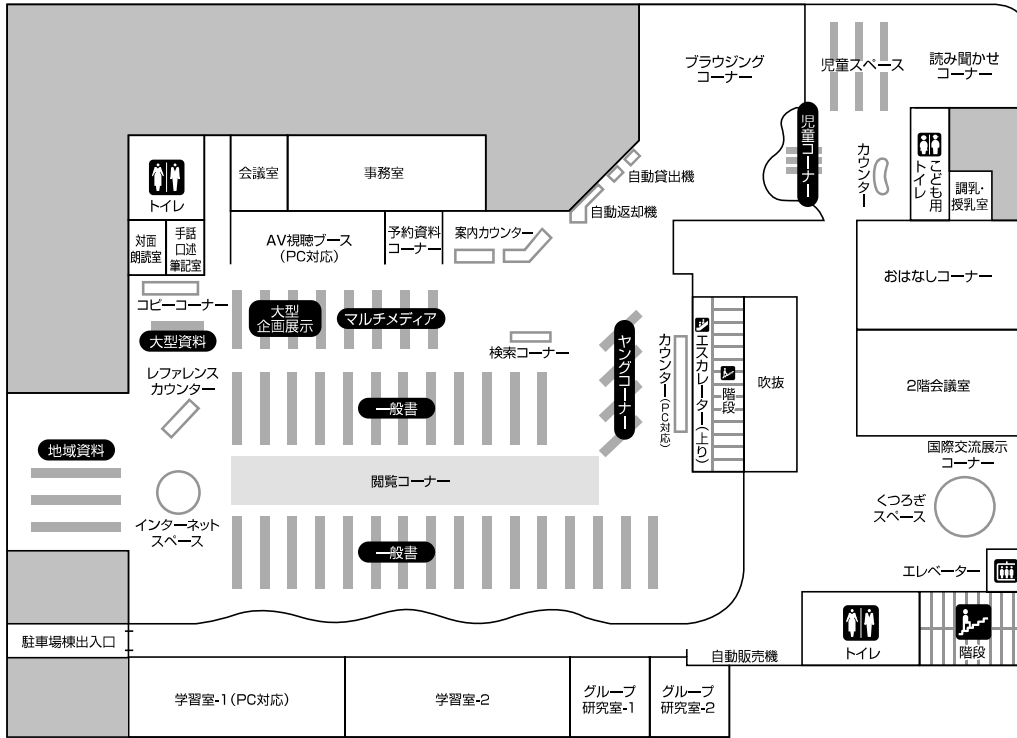 ブラウジング
コーナー
児童スペース
読み聞かせ
コーナー
児童コーナー
カウンター
こども用
トイレ
調乳・
授乳室
トイレ
会議室
事務室
自動貸出機
自動返却機
対面
朗読室
手話
口述
筆記室
AV視聴ブース
(PC対応)
予約資料
コーナー
案内カウンター
おはなしコーナー
コピーコーナー
大型
企画展示
マルチメディア
大型資料
検索コーナー
ヤングコーナー
カウンター(PC対応)
エスカレーター(上り)
階段
吹抜
2階会議室
レファレンス
カウンター
一般書
地域資料
閲覧コーナー
国際交流展示
コーナー
くつろぎ
スペース
インターネット
スペース
一般書
エレベーター
駐車場棟出入口
自動販売機
トイレ
階段
学習室-1(PC対応)
学習室-2
グループ
研究室-1
グループ
研究室-2